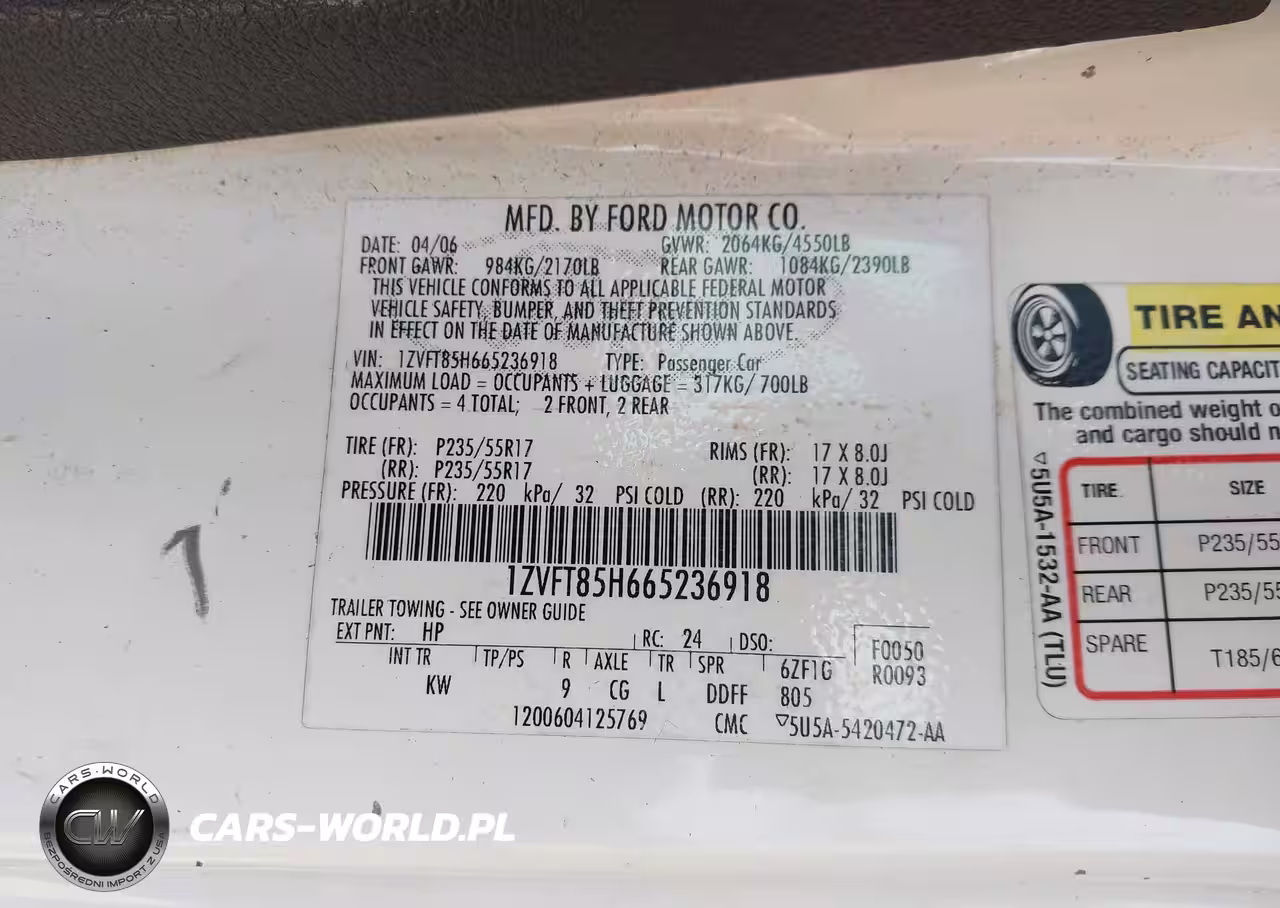 MFD. BY FORD MOTOR CO.
DATE: 04/06 GVWR: 2064KG/4550LB
FRONT GAWR: 984KG/2170LB REAR GAWR: 1084KG/2390LB
THIS VEHICLE CONFORMS TO ALL APPLICABLE FEDERAL MOTOR
VEHICLE SAFETY, BUMPER, AND THEFT PREVENTION STANDARDS
IN EFFECT ON THE DATE OF MANUFACTURE SHOWN ABOVE.
VIN: 1ZVFT85H665236918 TYPE: Passenger Car
MAXIMUM LOAD = OCCUPANTS + LUGGAGE = 317KG/ 700LB
OCCUPANTS = 4 TOTAL; 2 FRONT, 2 REAR
TIRE (FR): P235/55R17 RIMS (FR): 17 X 8.0J
(RR): P235/55R17 (RR): 17 X 8.0J
PRESSURE (FR): 220 kPa/ 32 PSI COLD (RR): 220 kPa/ 32 PSI COLD
1ZVFT85H665236918
TRAILER TOWING - SEE OWNER GUIDE
EXT PNT: HP RC: 24 DSO: F0050
INT TR TP/PS R AXLE TR SPR 6ZF1G R0093
KW 9 CG L DDFF 805
1200604125769 CMC ▽5U5A-5420472-AA
TIRE AN
SEATING CAPACIT
The combined weight o
and cargo should n
▽5U5A-1532-AA (TLU)
TIRE SIZE
FRONT P235/55
REAR P235/55
SPARE T185/6
1
CARS-WORLD
CW
BEZPOŚREDNI IMPORT Z USA
CARS-WORLD.PL